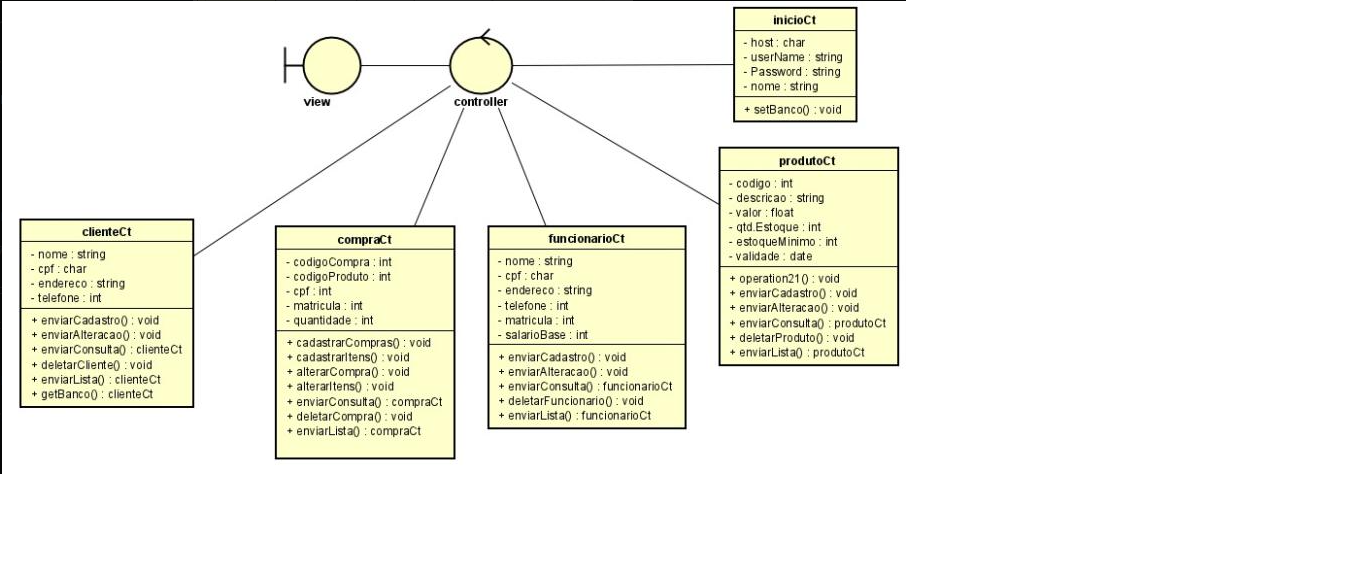 view
controller
inicioCt
- host : char
- userName : string
- Password : string
- nome : string
+ setBanco() : void
produtoCt
- codigo : int
- descricao : string
- valor : float
- qtd.Estoque : int
- estoqueMinimo : int
- validade : date
+ operation21() : void
+ enviarCadastro() : void
+ enviarAlteracao() : void
+ enviarConsulta() : produtoCt
+ deletarProduto() : void
+ enviarLista() : produtoCt
clienteCt
- nome : string
- cpf : char
- endereco : string
- telefone : int
+ enviarCadastro() : void
+ enviarAlteracao() : void
+ enviarConsulta() : clienteCt
+ deletarCliente() : void
+ enviarLista() : clienteCt
+ getBanco() : clienteCt
compraCt
- codigoCompra : int
- codigoProduto : int
- cpf : int
- matricula : int
- quantidade : int
+ cadastrarCompras() : void
+ cadastrarItens() : void
+ alterarCompra() : void
+ alterarItens() : void
+ enviarConsulta() : compraCt
+ deletarCompra() : void
+ enviarLista() : compraCt
funcionarioCt
- nome : string
- cpf : char
- endereco : string
- telefone : int
- matricula : int
- salarioBase : int
+ enviarCadastro() : void
+ enviarAlteracao() : void
+ enviarConsulta() : funcionarioCt
+ deletarFuncionario() : void
+ enviarLista() : funcionarioCt